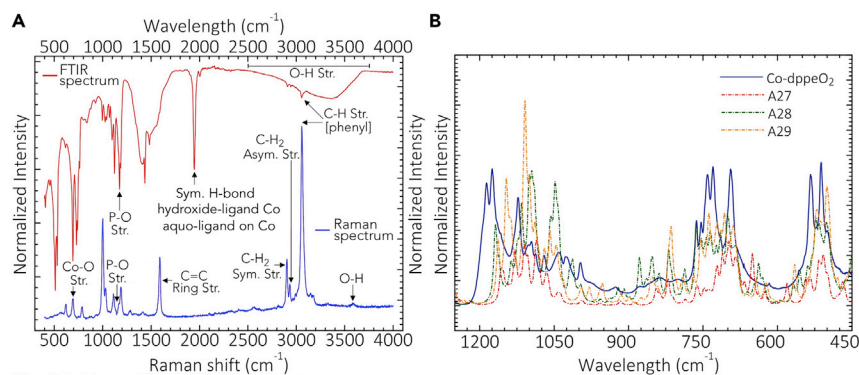 A
Wavelength (cm-1)
500 1000 1500 2000 2500 3000 3500 4000
FTIR
spectrum
O-H Str.
C-H Str.
[phenyl]
C-H2
Asym. Str.
Sym. H-bond
hydroxide-ligand Co
aquo-ligand on Co
P-O
Str.
Raman
spectrum
Co-O
Str.
P-O
Str.
C=C
Ring Str.
C-H2
Sym. Str.
O-H
Normalized Intensity
Normalized Intensity
500 1000 1500 2000 2500 3000 3500 4000
Raman shift (cm-1)
B
Co-dppeO2
A27
A28
A29
Normalized Intensity
1200 1050 900 750 600 450
Wavelength (cm-1)